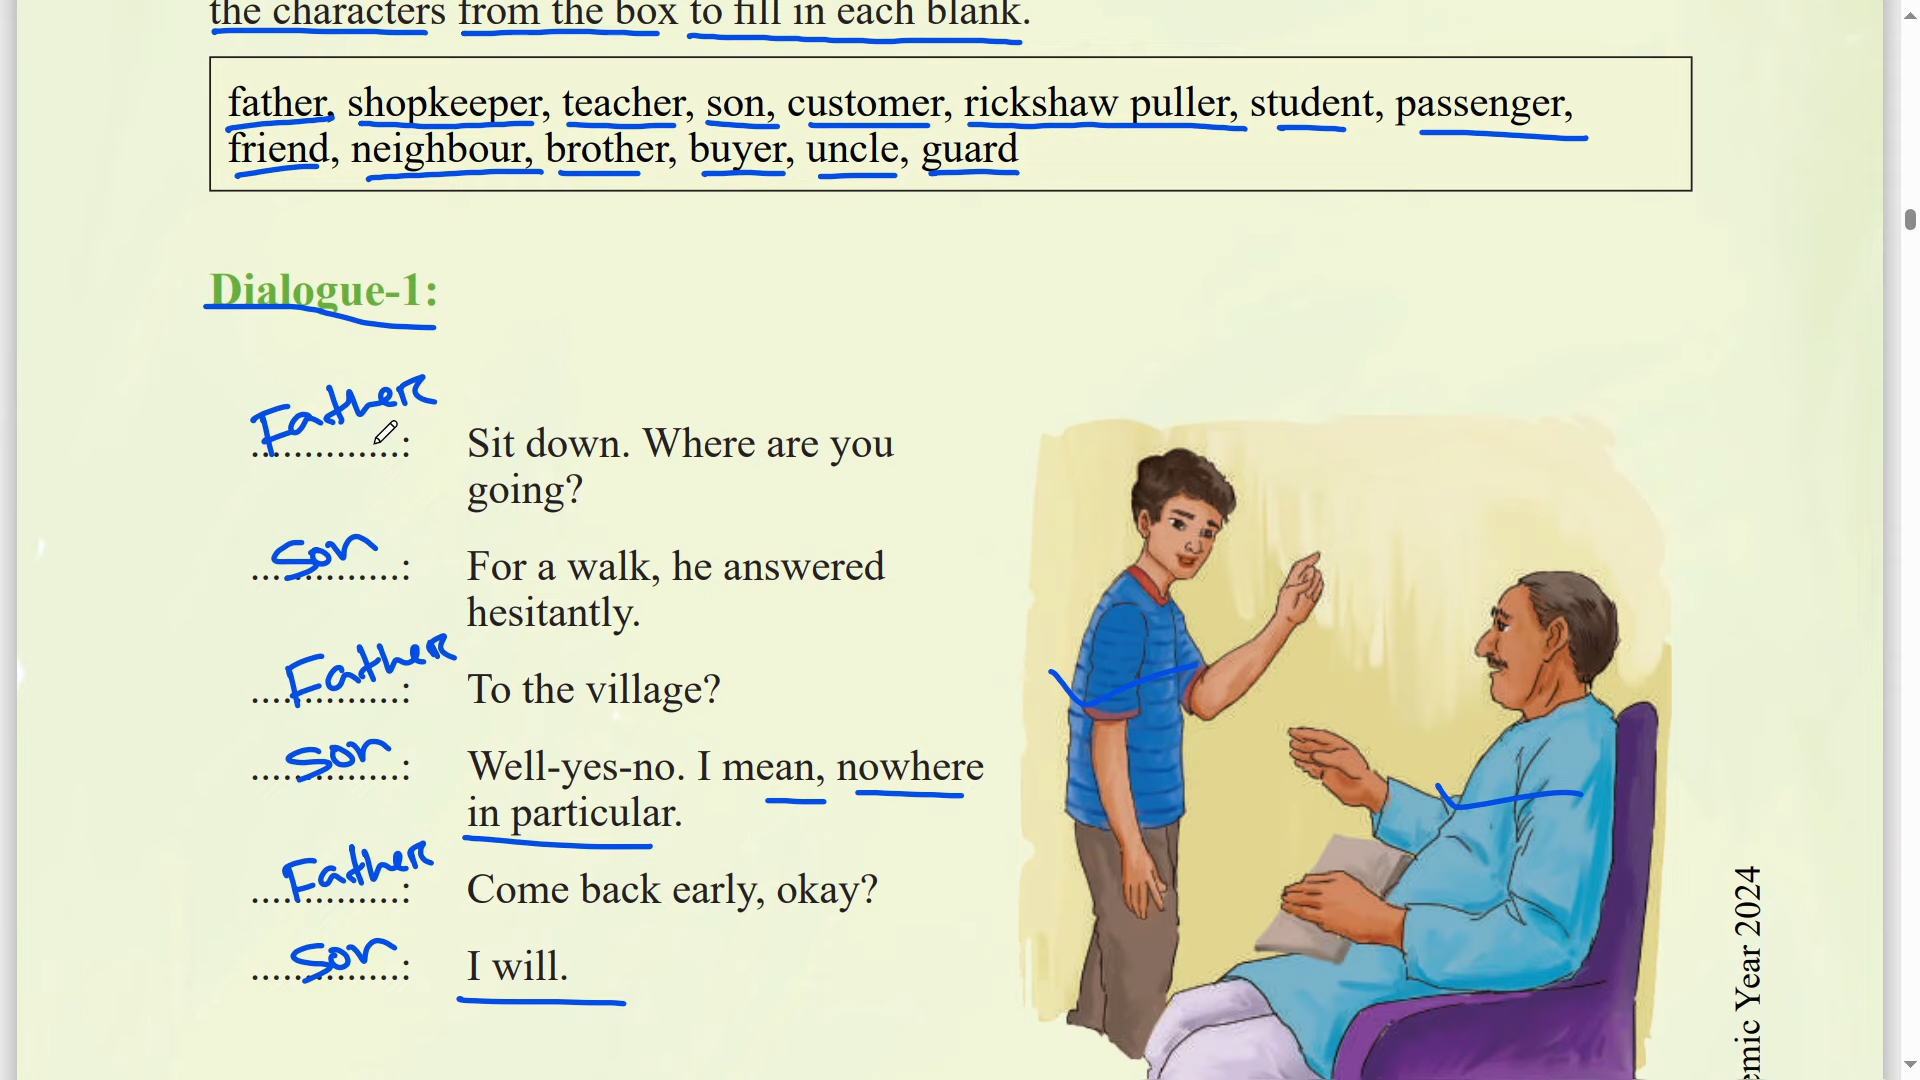 the characters from the box to fill in each blank.
father, shopkeeper, teacher, son, customer, rickshaw puller, student, passenger,
friend, neighbour, brother, buyer, uncle, guard
Dialogue-1:
Father
...............: Sit down. Where are you
going?
Son
...............: For a walk, he answered
hesitantly.
Father
...............: To the village?
Son
...............: Well-yes-no. I mean, nowhere
in particular.
Father
...............: Come back early, okay?
Son
...............: I will.
emic Year 2024